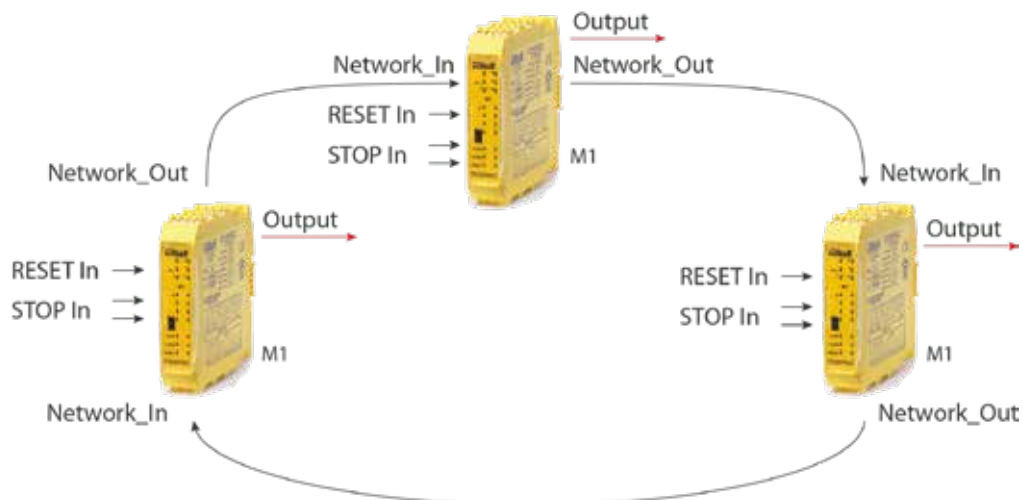 Output
Network_In
Network_Out
RESET In
STOP In
M1
Network_Out
Network_In
Output
Output
RESET In
STOP In
RESET In
STOP In
M1
M1
Network_In
Network_Out